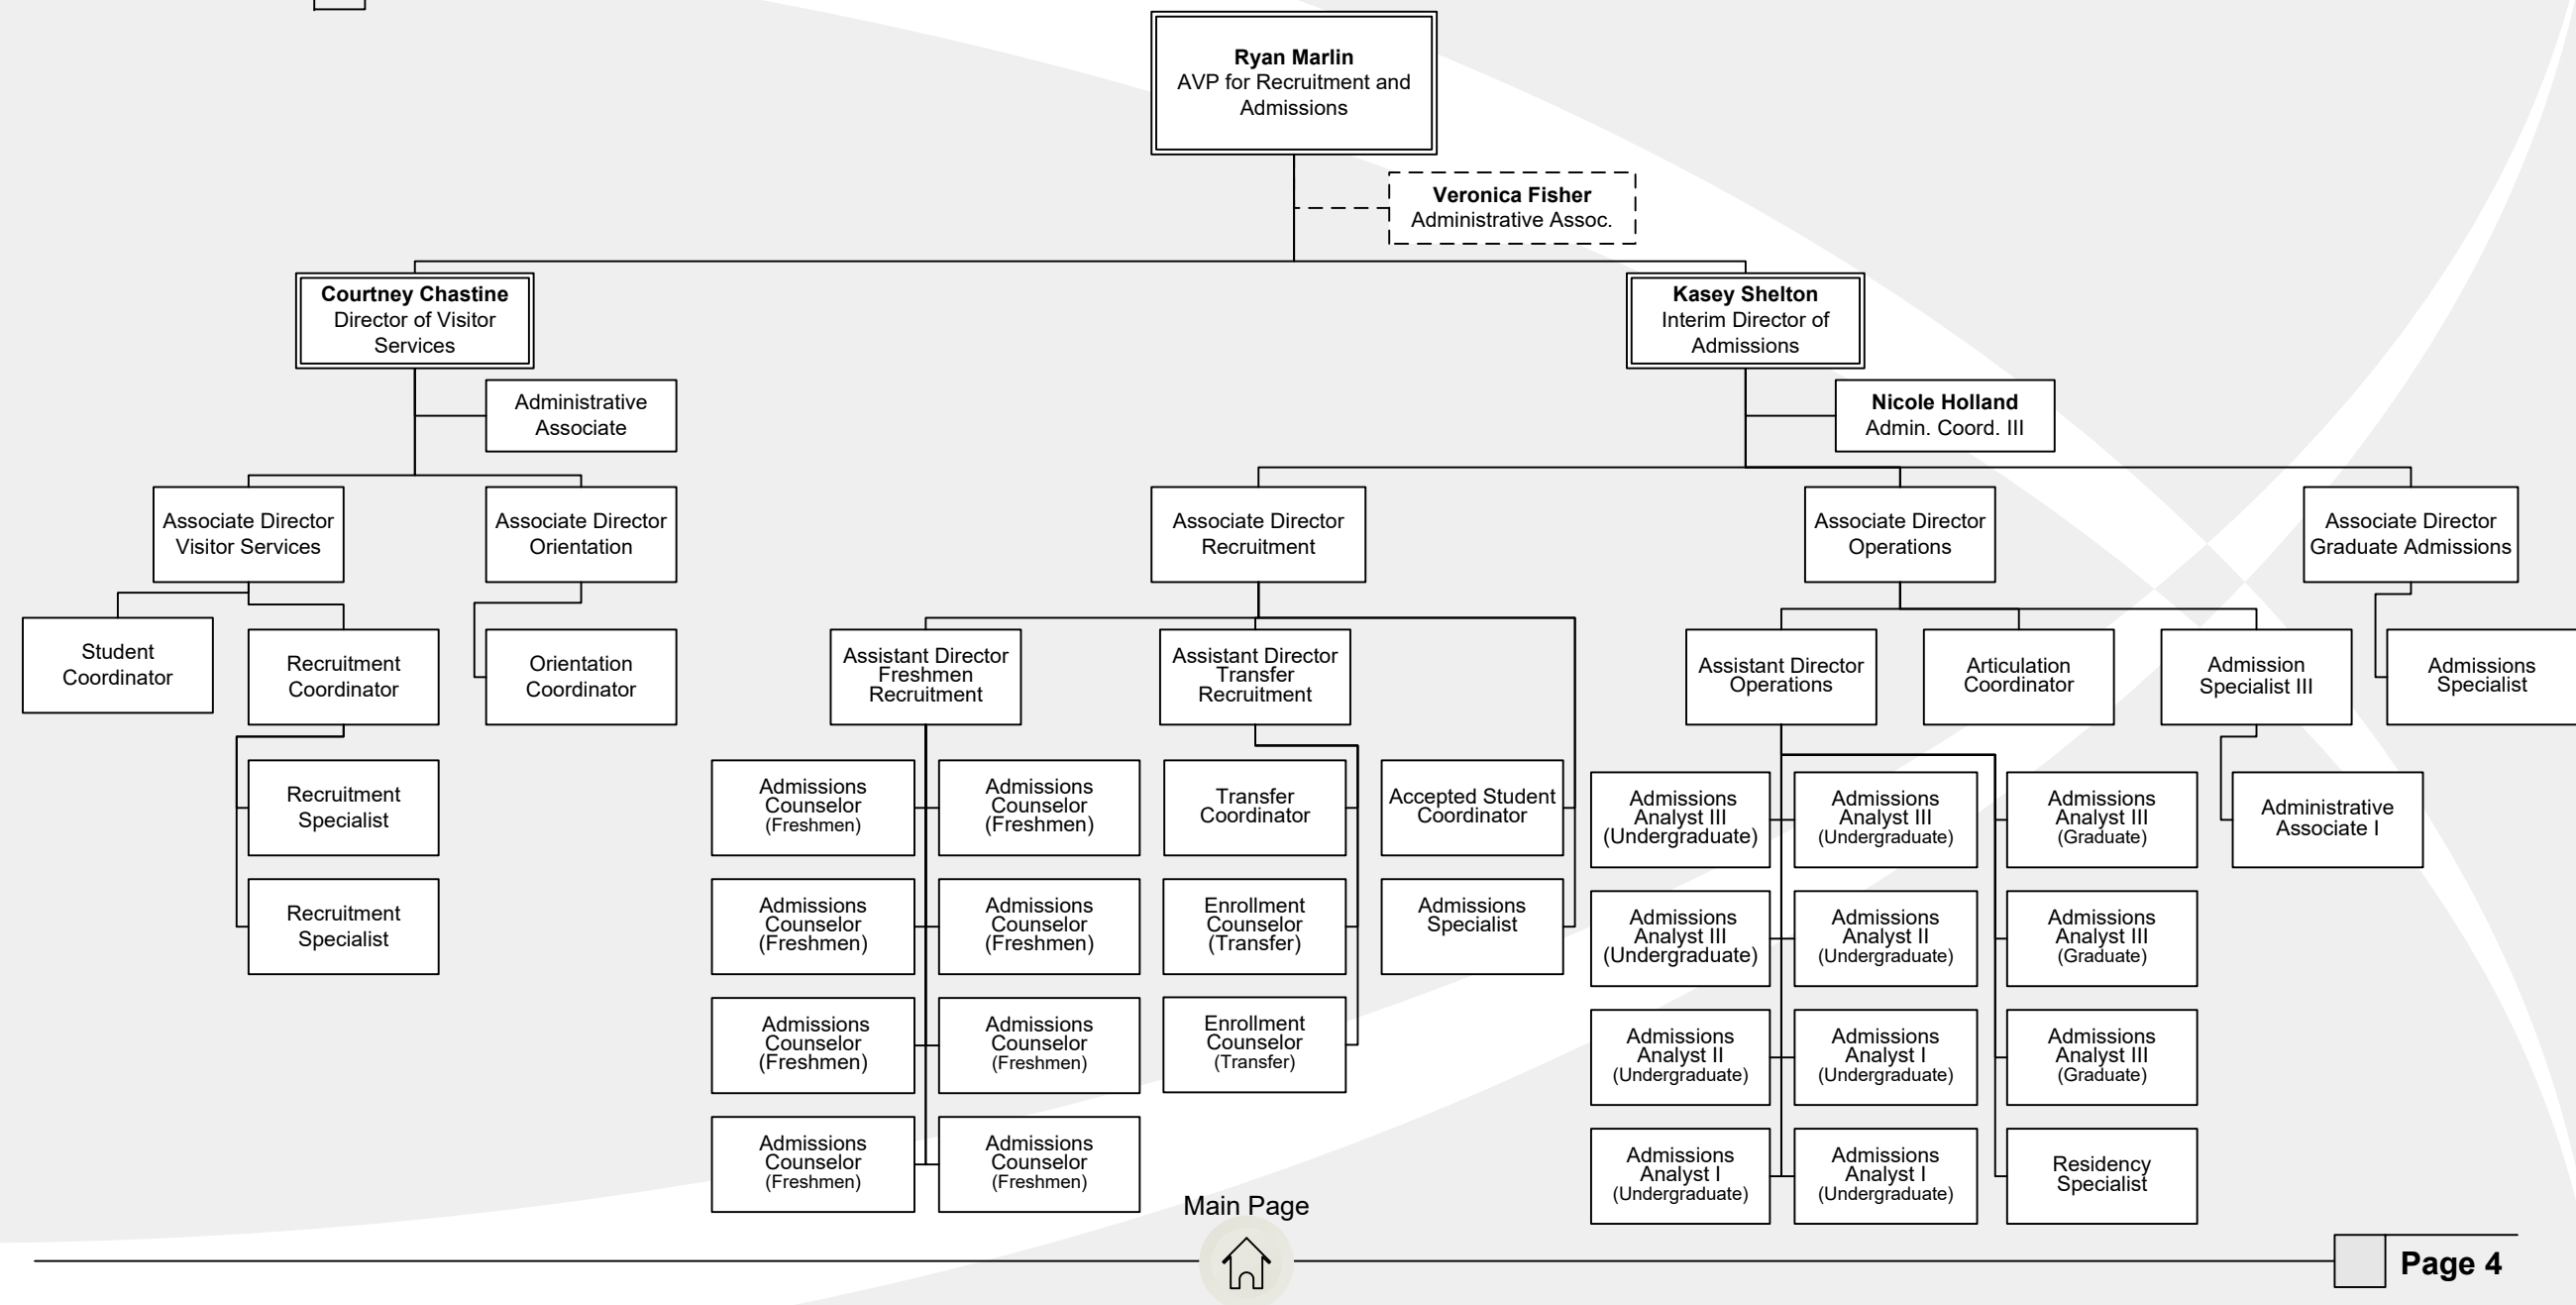 Ryan Marlin
AVP for Recruitment and
Admissions
Veronica Fisher
Administrative Assoc.
Courtney Chastine
Director of Visitor
Services
Kasey Shelton
Interim Director of
Admissions
Administrative
Associate
Nicole Holland
Admin. Coord. III
Associate Director
Visitor Services
Associate Director
Orientation
Associate Director
Recruitment
Associate Director
Operations
Associate Director
Graduate Admissions
Student
Coordinator
Recruitment
Coordinator
Orientation
Coordinator
Assistant Director
Freshmen
Recruitment
Assistant Director
Transfer
Recruitment
Assistant Director
Operations
Articulation
Coordinator
Admission
Specialist III
Admissions
Specialist
Recruitment
Specialist
Admissions
Counselor
(Freshmen)
Admissions
Counselor
(Freshmen)
Transfer
Coordinator
Accepted Student
Coordinator
Admissions
Analyst III
(Undergraduate)
Admissions
Analyst III
(Undergraduate)
Admissions
Analyst III
(Graduate)
Administrative
Associate I
Recruitment
Specialist
Admissions
Counselor
(Freshmen)
Admissions
Counselor
(Freshmen)
Enrollment
Counselor
(Transfer)
Admissions
Specialist
Admissions
Analyst III
(Undergraduate)
Admissions
Analyst II
(Undergraduate)
Admissions
Analyst III
(Graduate)
Admissions
Counselor
(Freshmen)
Admissions
Counselor
(Freshmen)
Enrollment
Counselor
(Transfer)
Admissions
Analyst II
(Undergraduate)
Admissions
Analyst I
(Undergraduate)
Admissions
Analyst III
(Graduate)
Admissions
Counselor
(Freshmen)
Admissions
Counselor
(Freshmen)
Admissions
Analyst I
(Undergraduate)
Admissions
Analyst I
(Undergraduate)
Residency
Specialist
Main Page
Page 4